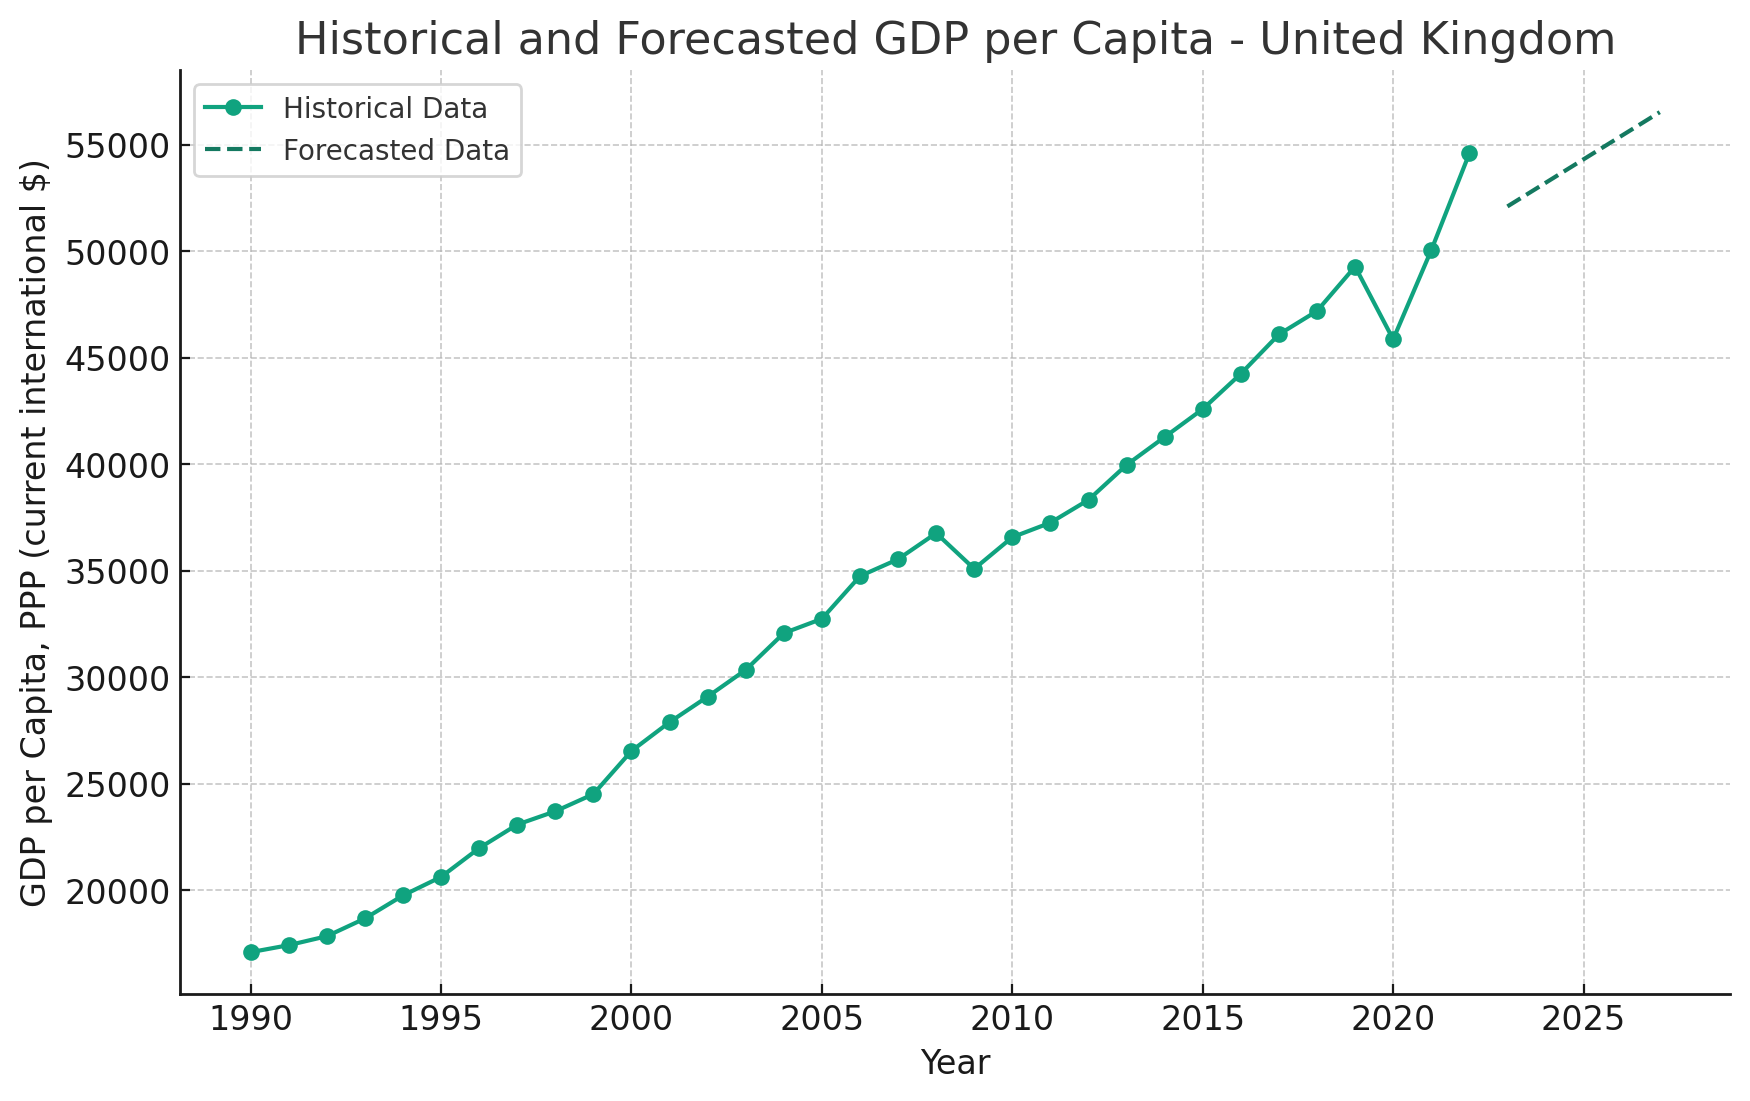 Historical and Forecasted GDP per Capita - United Kingdom
Historical Data
Forecasted Data
GDP per Capita, PPP (current international $)
55000
50000
45000
40000
35000
30000
25000
20000
1990 1995 2000 2005 2010 2015 2020 2025
Year